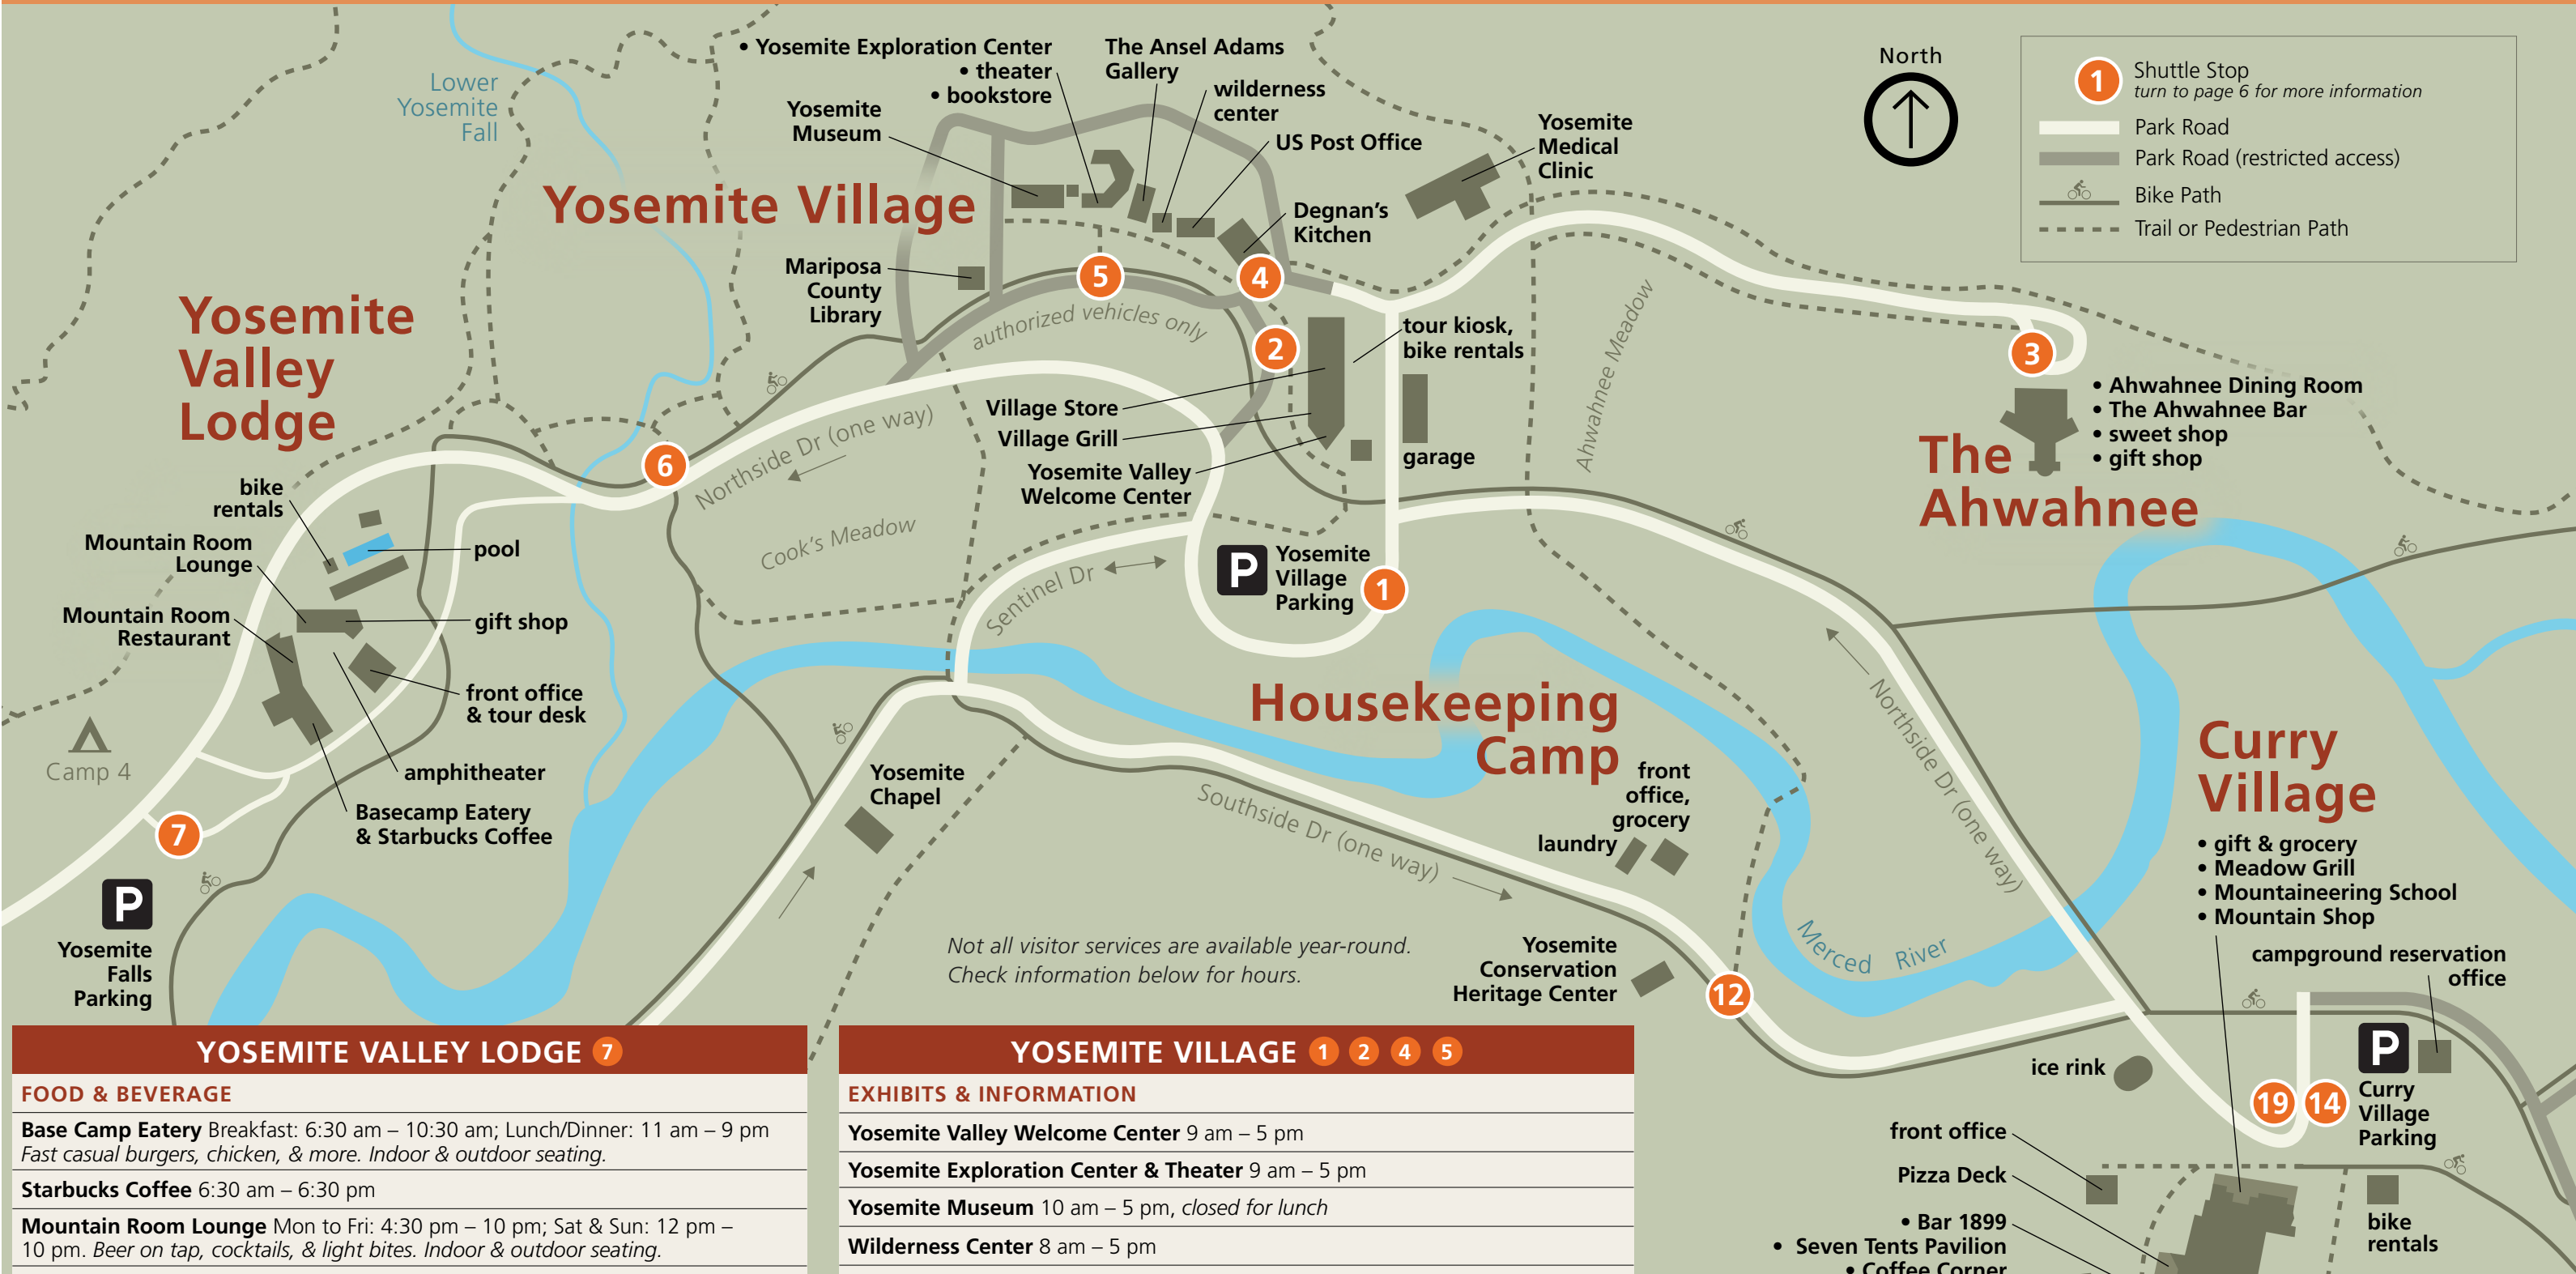 North
1
Shuttle Stop
turn to page 6 for more information
Park Road
Park Road (restricted access)
Bike Path
Trail or Pedestrian Path
Lower
Yosemite
Fall
• Yosemite Exploration Center
• theater
• bookstore
The Ansel Adams
Gallery
wilderness
center
US Post Office
Yosemite
Museum
Yosemite
Medical
Clinic
Yosemite Village
Degnan's
Kitchen
Mariposa
County
Library
5
4
authorized vehicles only
2
tour kiosk,
bike rentals
Ahwahnee Meadow
3
Yosemite
Valley
Lodge
Village Store
Village Grill
Yosemite Valley
Welcome Center
garage
• Ahwahnee Dining Room
• The Ahwahnee Bar
• sweet shop
• gift shop
The
Ahwahnee
6
Northside Dr (one way)
Cook's Meadow
bike
rentals
Mountain Room
Lounge
pool
Mountain Room
Restaurant
gift shop
front office
& tour desk
amphitheater
Basecamp Eatery
& Starbucks Coffee
Camp 4
7
P
Yosemite
Falls
Parking
Sentinel Dr
P
Yosemite
Village
Parking
1
Housekeeping
Camp
front
office,
grocery
laundry
Yosemite
Chapel
Southside Dr (one way)
Northside Dr (one way)
Merced River
Not all visitor services are available year-round.
Check information below for hours.
Yosemite
Conservation
Heritage Center
12
Curry
Village
• gift & grocery
• Meadow Grill
• Mountaineering School
• Mountain Shop
campground reservation
office
P
Curry
Village
Parking
ice rink
19
14
front office
Pizza Deck
• Bar 1899
• Seven Tents Pavilion
• Coffee Corner
bike
rentals
YOSEMITE VALLEY LODGE 7
FOOD & BEVERAGE
Base Camp Eatery Breakfast: 6:30 am – 10:30 am; Lunch/Dinner: 11 am – 9 pm
Fast casual burgers, chicken, & more. Indoor & outdoor seating.
Starbucks Coffee 6:30 am – 6:30 pm
Mountain Room Lounge Mon to Fri: 4:30 pm – 10 pm; Sat & Sun: 12 pm –
10 pm. Beer on tap, cocktails, & light bites. Indoor & outdoor seating.
YOSEMITE VILLAGE 1 2 4 5
EXHIBITS & INFORMATION
Yosemite Valley Welcome Center 9 am – 5 pm
Yosemite Exploration Center & Theater 9 am – 5 pm
Yosemite Museum 10 am – 5 pm, closed for lunch
Wilderness Center 8 am – 5 pm